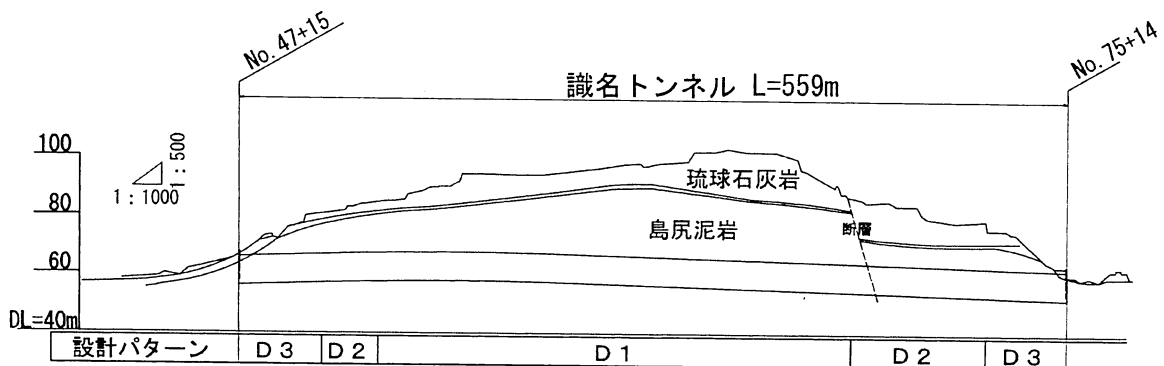 No.47+15
No.75+14
識名トンネル L=559m
100
80
60
DL=40m
1:500
1:1000
琉球石灰岩
島尻泥岩
断層
設計パターン D3 D2 D1 D2 D3